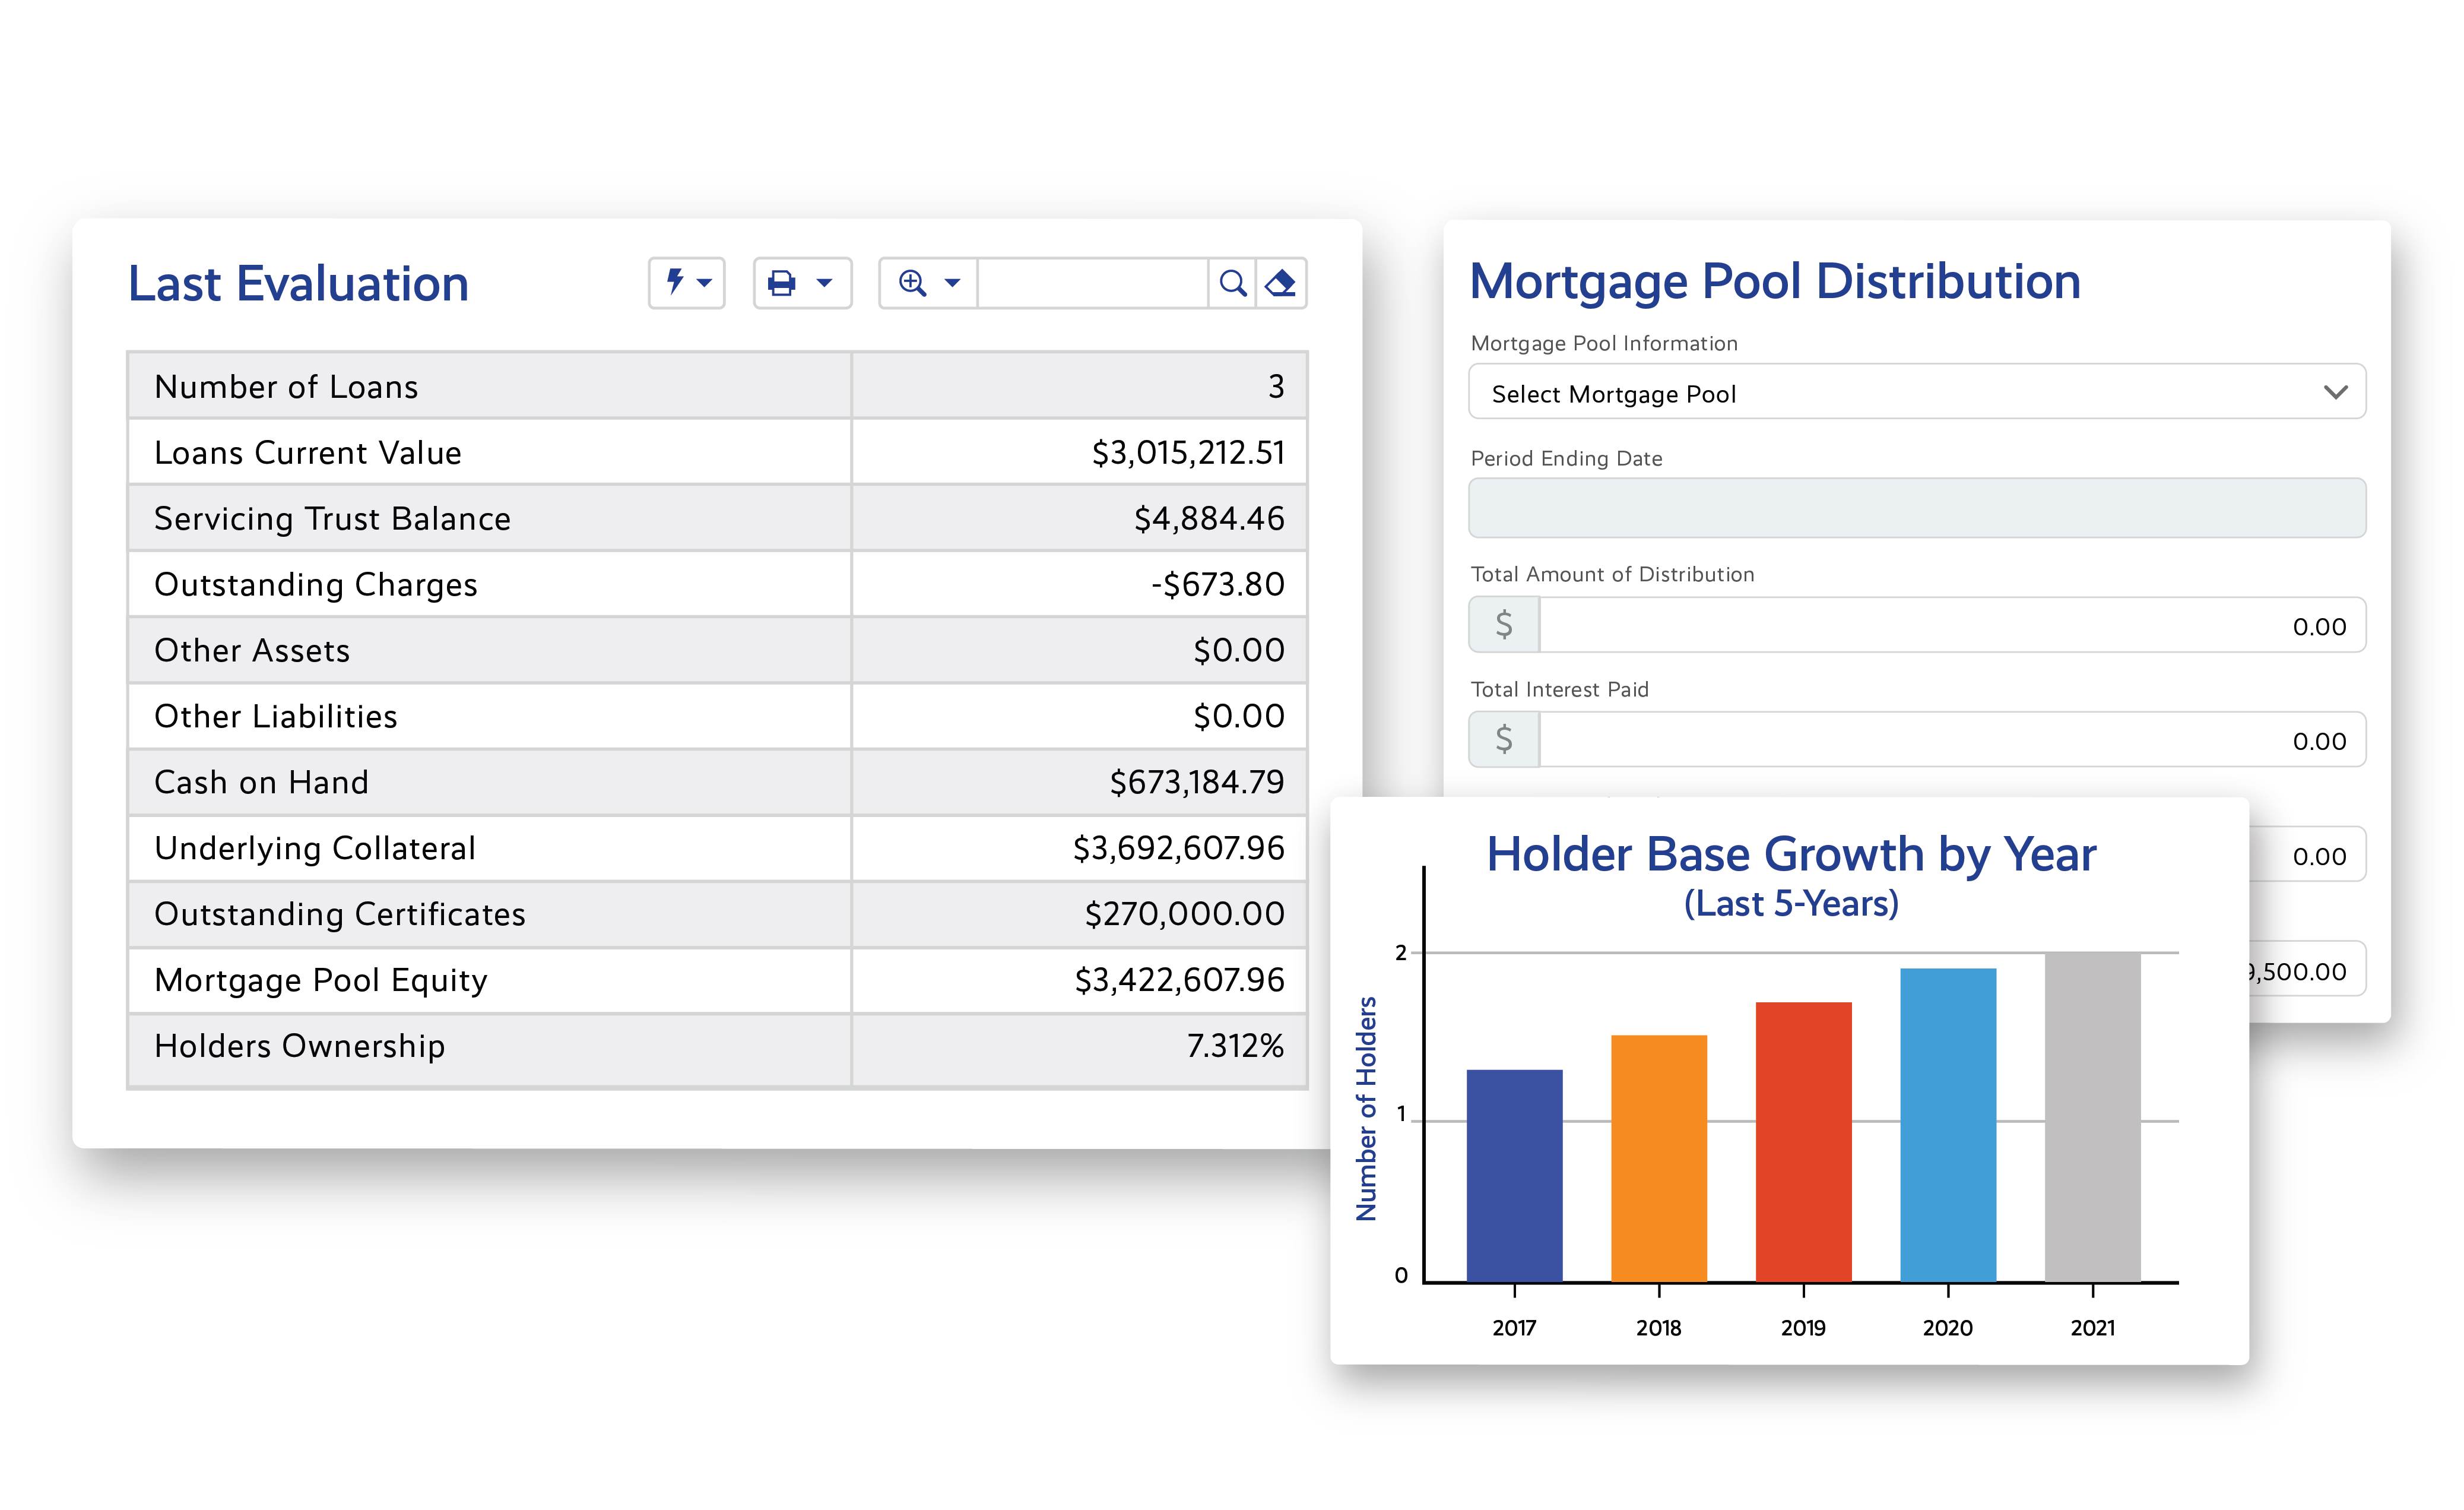 Last Evaluation
Number of Loans 3
Loans Current Value $3,015,212.51
Servicing Trust Balance $4,884.46
Outstanding Charges -$673.80
Other Assets $0.00
Other Liabilities $0.00
Cash on Hand $673,184.79
Underlying Collateral $3,692,607.96
Outstanding Certificates $270,000.00
Mortgage Pool Equity $3,422,607.96
Holders Ownership 7.312%
Mortgage Pool Distribution
Mortgage Pool Information
Select Mortgage Pool
Period Ending Date
Total Amount of Distribution
$ 0.00
Total Interest Paid
$ 0.00
0.00
9,500.00
Holder Base Growth by Year
(Last 5-Years)
Number of Holders
2
1
0
2017 2018 2019 2020 2021